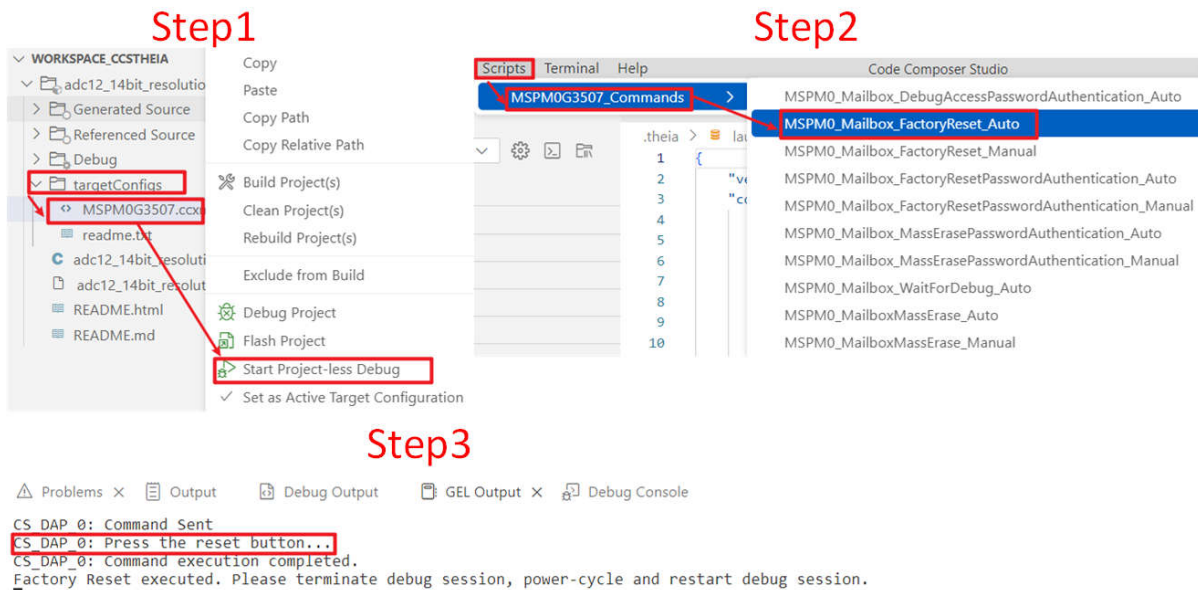 Step1
WORKSPACE_CCSTHEIA
adc12_14bit_resolutio
Generated Source
Referenced Source
Debug
targetConfigs
MSPM0G3507.ccxm
readme.txt
adc12_14bit_resoluti
adc12_14bit_resolut
README.html
README.md
Copy
Paste
Copy Path
Copy Relative Path
Build Project(s)
Clean Project(s)
Rebuild Project(s)
Exclude from Build
Debug Project
Flash Project
Start Project-less Debug
Set as Active Target Configuration
Step2
Scripts Terminal Help Code Composer Studio
MSPM0G3507_Commands
.theia > lau
1 {
2 "ve
3 "co
4
5
6
7
8
9
10
MSPM0_Mailbox_DebugAccessPasswordAuthentication_Auto
MSPM0_Mailbox_FactoryReset_Auto
MSPM0_Mailbox_FactoryReset_Manual
MSPM0_Mailbox_FactoryResetPasswordAuthentication_Auto
MSPM0_Mailbox_FactoryResetPasswordAuthentication_Manual
MSPM0_Mailbox_MassErasePasswordAuthentication_Auto
MSPM0_Mailbox_MassErasePasswordAuthentication_Manual
MSPM0_Mailbox_WaitForDebug_Auto
MSPM0_MailboxMassErase_Auto
MSPM0_MailboxMassErase_Manual
Step3
Problems Output Debug Output GEL Output Debug Console
CS_DAP_0: Command Sent
CS_DAP_0: Press the reset button...
CS_DAP_0: Command execution completed.
Factory Reset executed. Please terminate debug session, power-cycle and restart debug session.